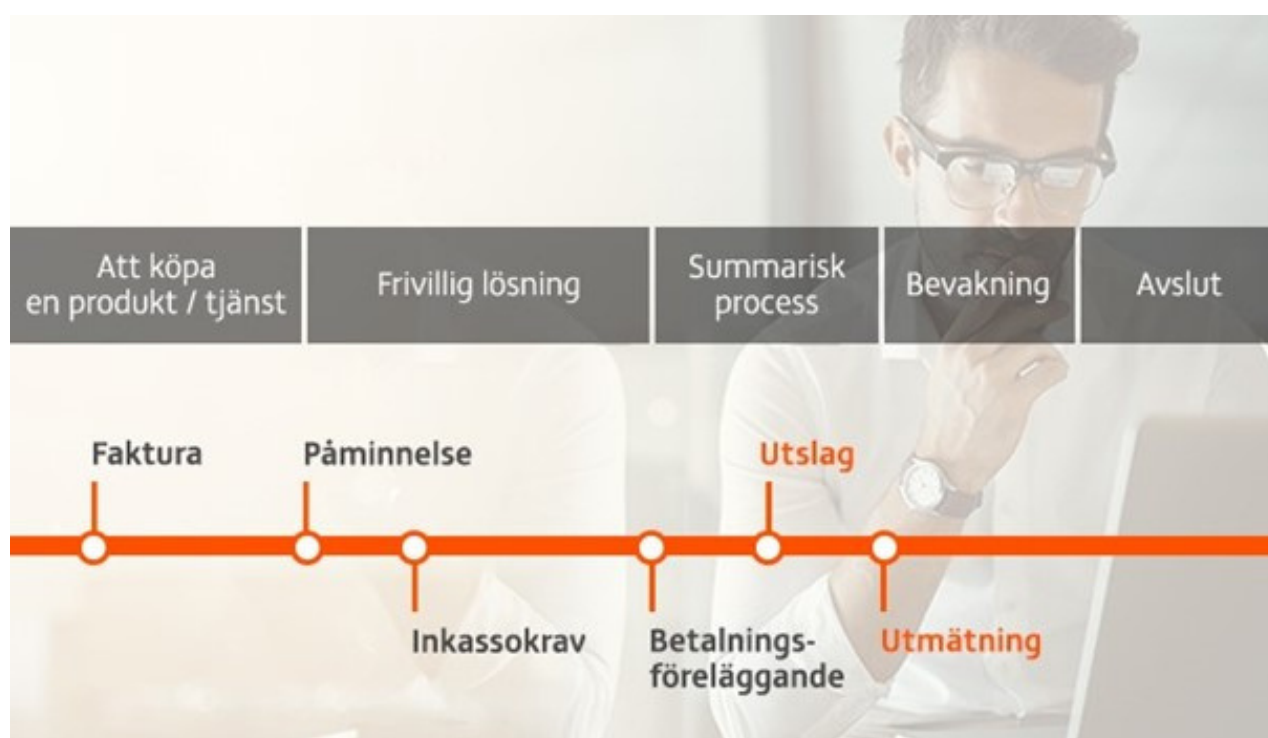 Att köpa
en produkt / tjänst
Frivillig lösning
Summarisk
process
Bevakning
Avslut
Faktura
Påminnelse
Utslag
Inkassokrav
Betalnings-
föreläggande
Utmätning